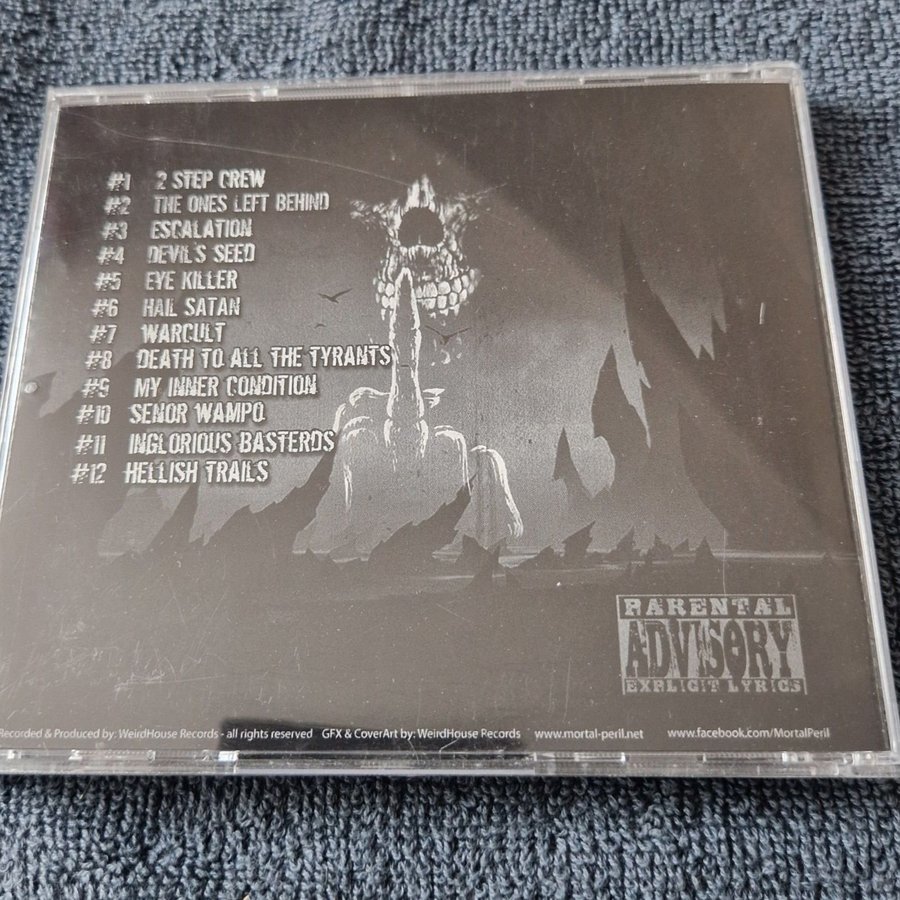 #1 2 STEP CREW
#2 THE ONES LEFT BEHIND
#3 ESCALATION
#4 DEVIL'S SEED
#5 EYE KILLER
#6 HAIL SATAN
#7 WARCULT
#8 DEATH TO ALL THE TYRANTS
#9 MY INNER CONDITION
#10 SENOR WAMPO
#11 INGLORIOUS BASTERDS
#12 HELLISH TRAILS
PARENTAL
ADVISORY
EXPLICIT LYRICS
Recorded & Produced by: WeirdHouse Records - all rights reserved GFX & CoverArt by: WeirdHouse Records www.mortal-peril.net www.facebook.com/MortalPeril